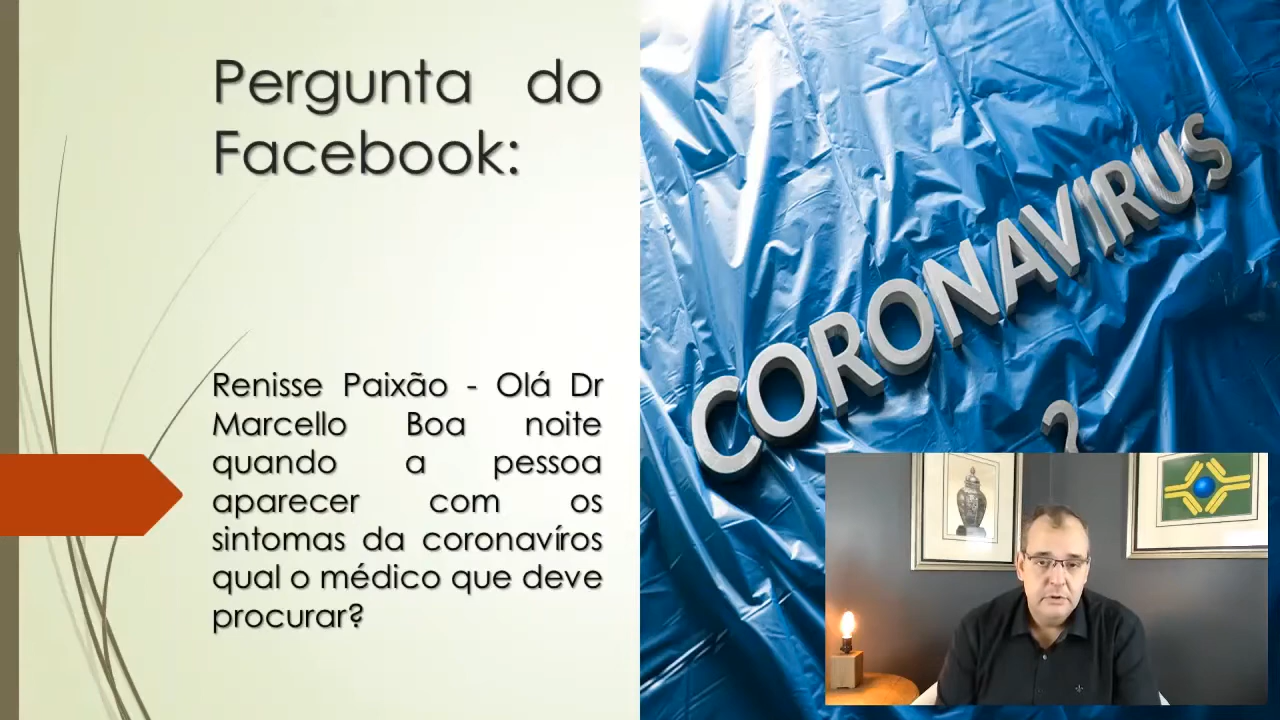 Pergunta do
Facebook:
Renisse Paixão - Olá Dr
Marcello Boa noite
quando a pessoa
aparecer com os
sintomas da coronavíros
qual o médico que deve
procurar?
CORONAVIRUS
?